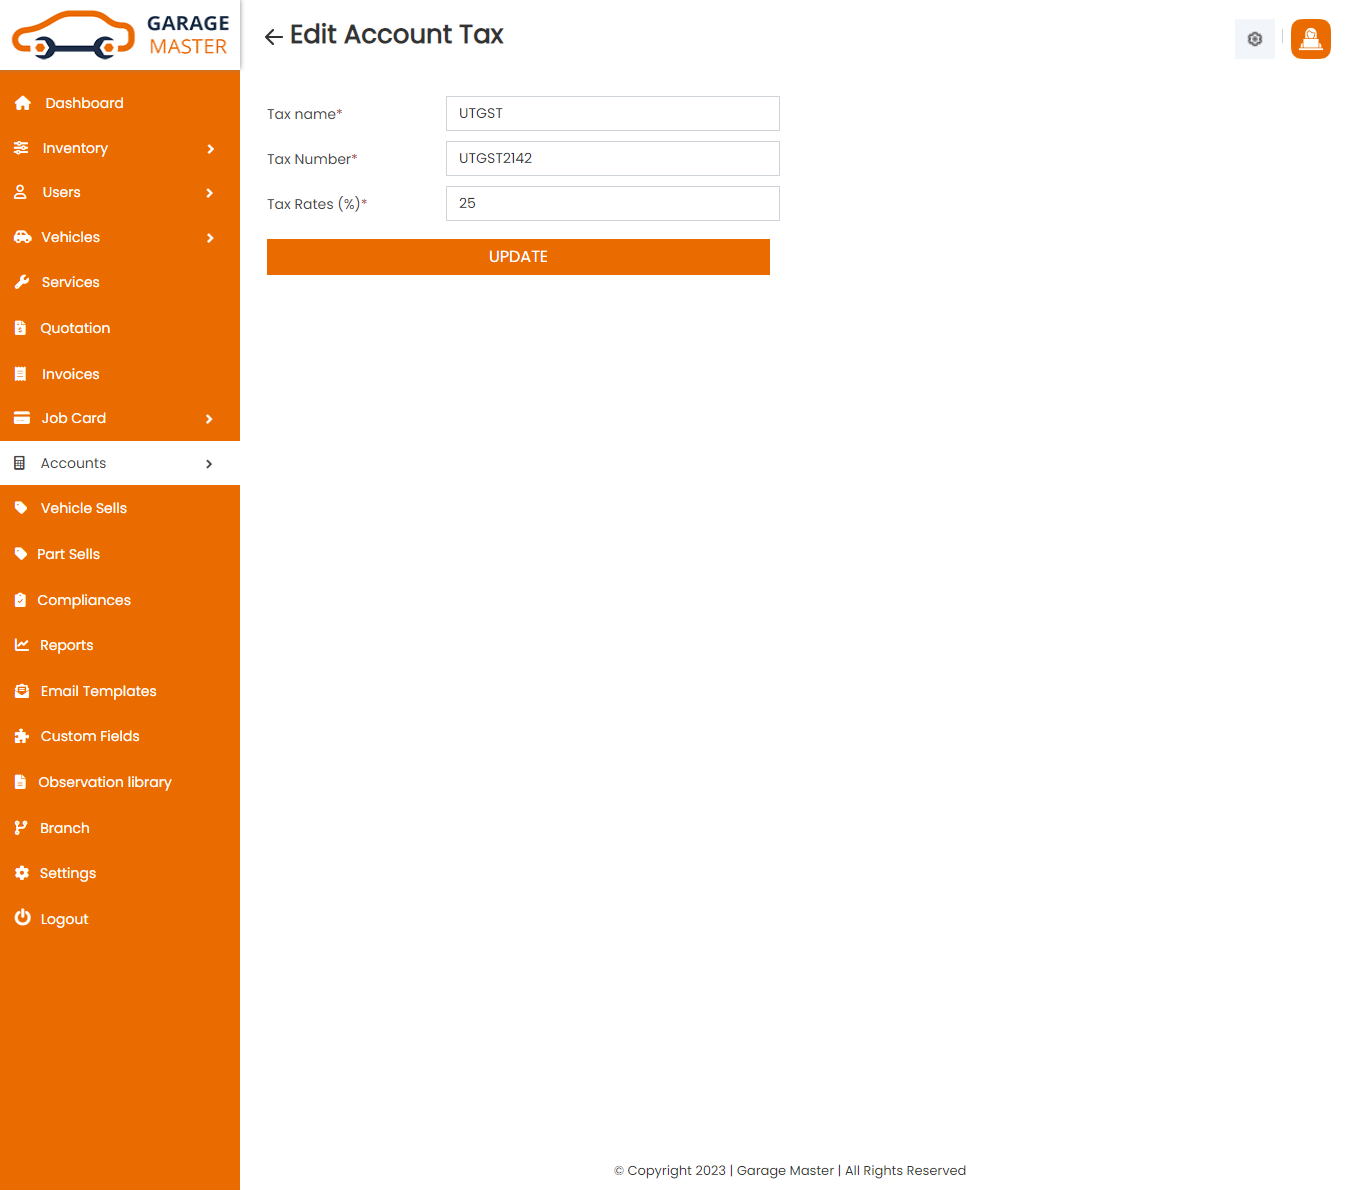 GARAGE
MASTER
Edit Account Tax
Dashboard
Inventory
Users
Vehicles
Services
Quotation
Invoices
Job Card
Accounts
Vehicle Sells
Part Sells
Compliances
Reports
Email Templates
Custom Fields
Observation library
Branch
Settings
Logout
Tax name* UTGST
Tax Number* UTGST2142
Tax Rates (%)* 25
UPDATE
© Copyright 2023 | Garage Master | All Rights Reserved